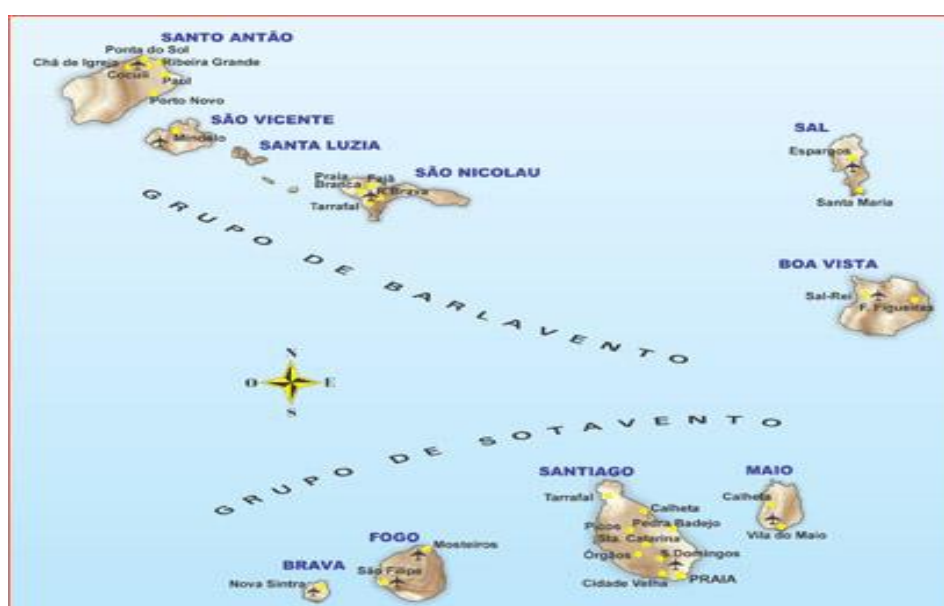 SANTO ANTÃO
Ponta do Sol
Chã de Igreja
Ribeira Grande
Coculi
Paúl
Porto Novo
SÃO VICENTE
Mindelo
SANTA LUZIA
SÃO NICOLAU
Praia
Branca
Fajã
R.Brava
Tarrafal
SAL
Espargos
Santa Maria
BOA VISTA
Sal-Rei
F. Figueiras
GRUPO DE BARLAVENTO
N
O
E
S
GRUPO DE SOTAVENTO
SANTIAGO
Tarrafal
Calheta
Picos
Pedra Badejo
Sta. Catarina
Órgãos
S.Domingos
Cidade Velha
PRAIA
MAIO
Calheta
Vila do Maio
FOGO
Mosteiros
São Filipe
BRAVA
Nova Sintra